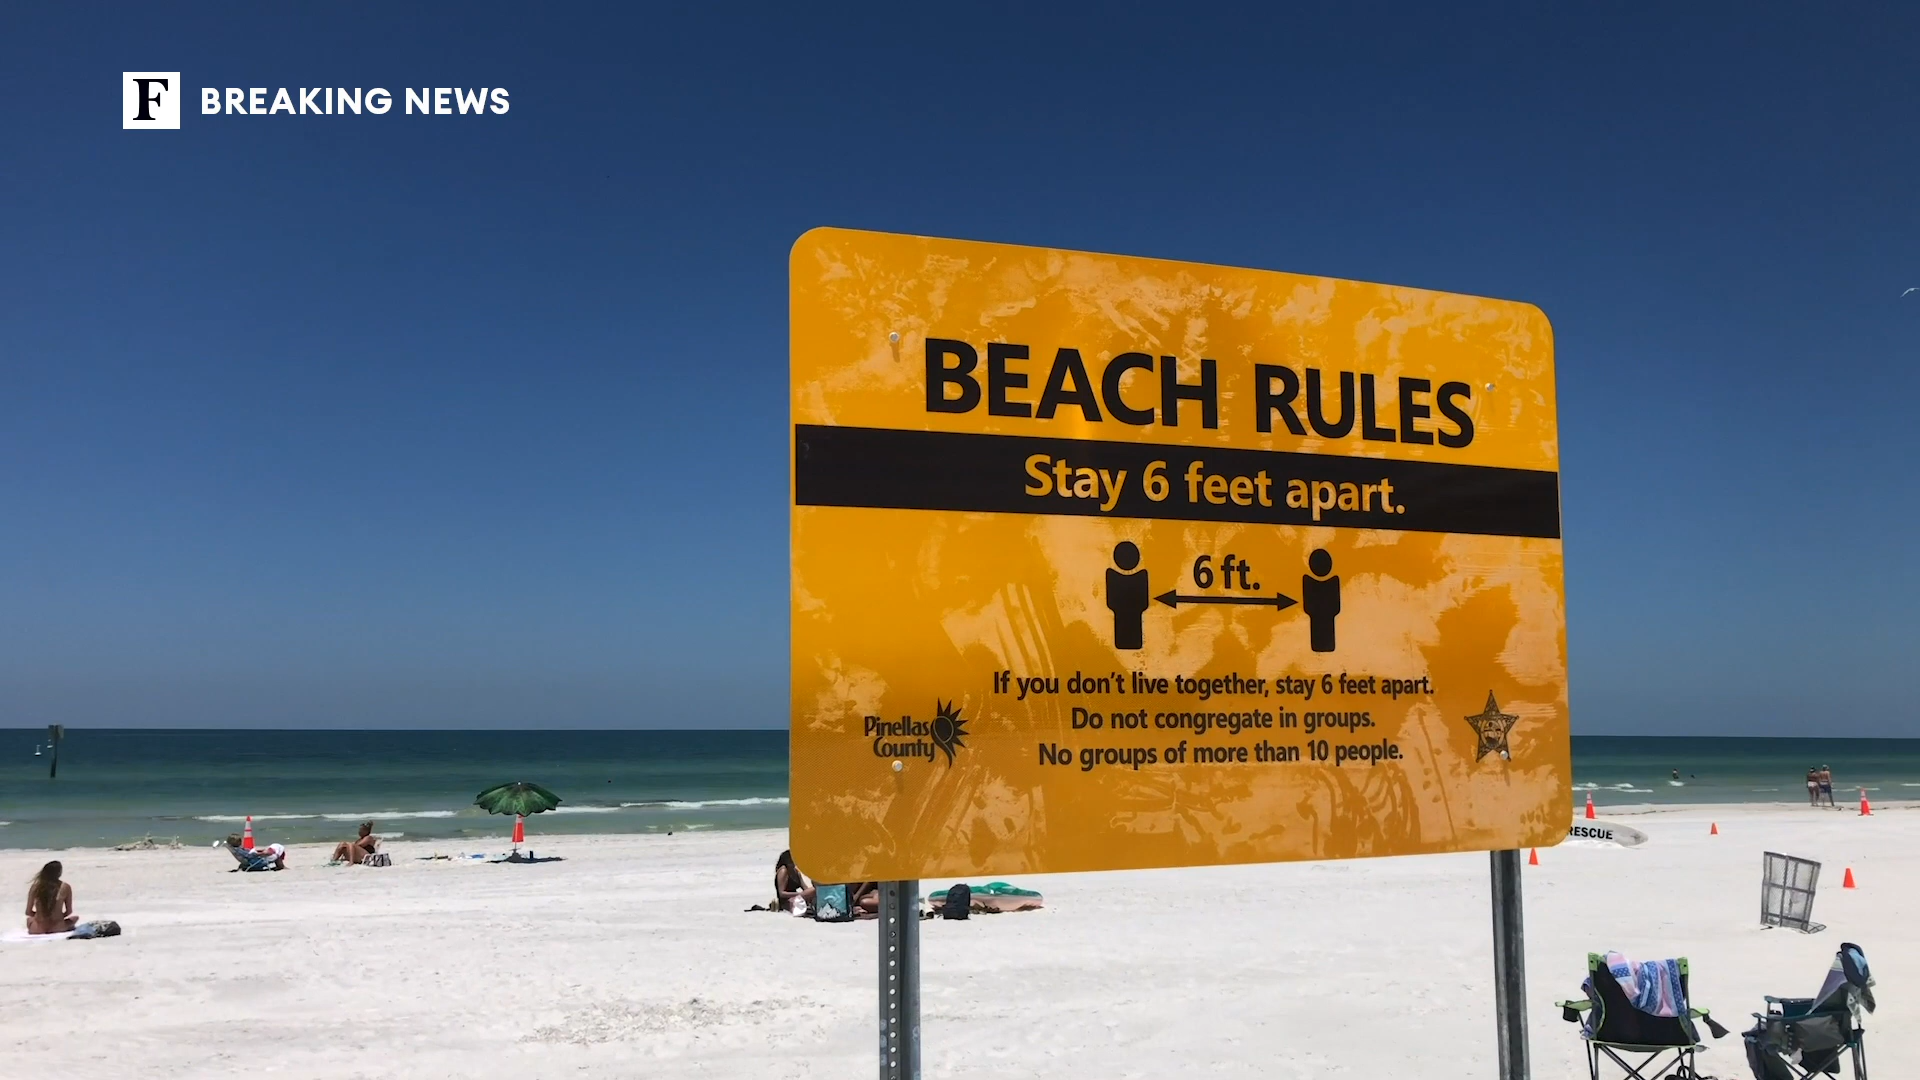 F BREAKING NEWS
BEACH RULES
Stay 6 feet apart.
6 ft.
If you don't live together, stay 6 feet apart.
Do not congregate in groups.
No groups of more than 10 people.
Pinellas
County
RESCUE